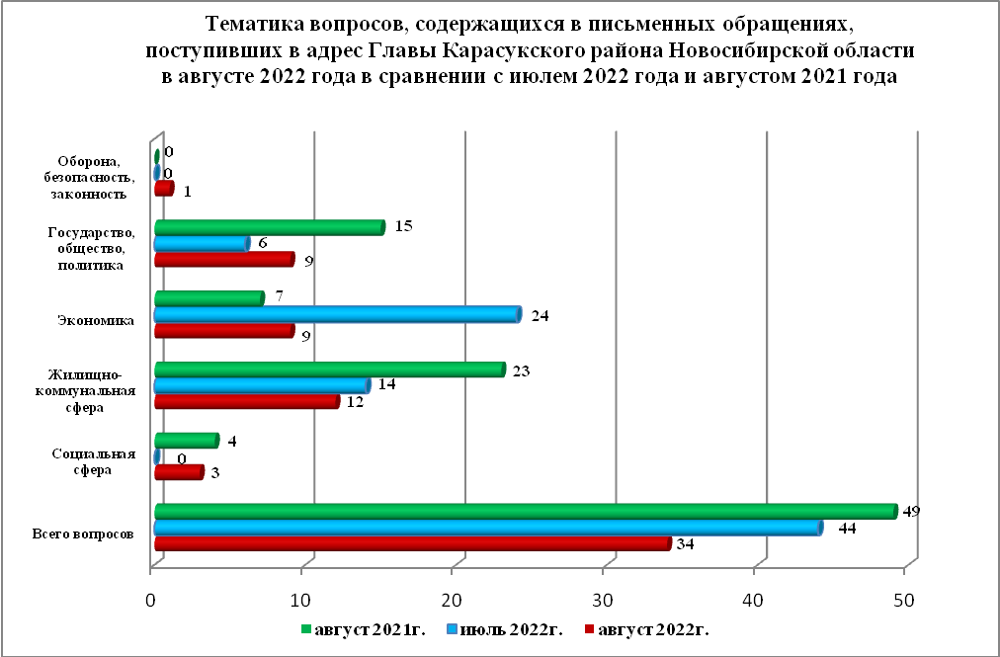 Тематика вопросов, содержащихся в письменных обращениях,
поступивших в адрес Главы Карасукского района Новосибирской области
в августе 2022 года в сравнении с июлем 2022 года и августом 2021 года
Оборона,
безопасность,
законность
0
0
1
Государство,
общество,
политика
15
6
9
Экономика
7
24
9
Жилищно-
коммунальная
сфера
23
14
12
Социальная
сфера
4
0
3
Всего вопросов
49
44
34
0 10 20 30 40 50
август 2021г. июль 2022г. август 2022г.